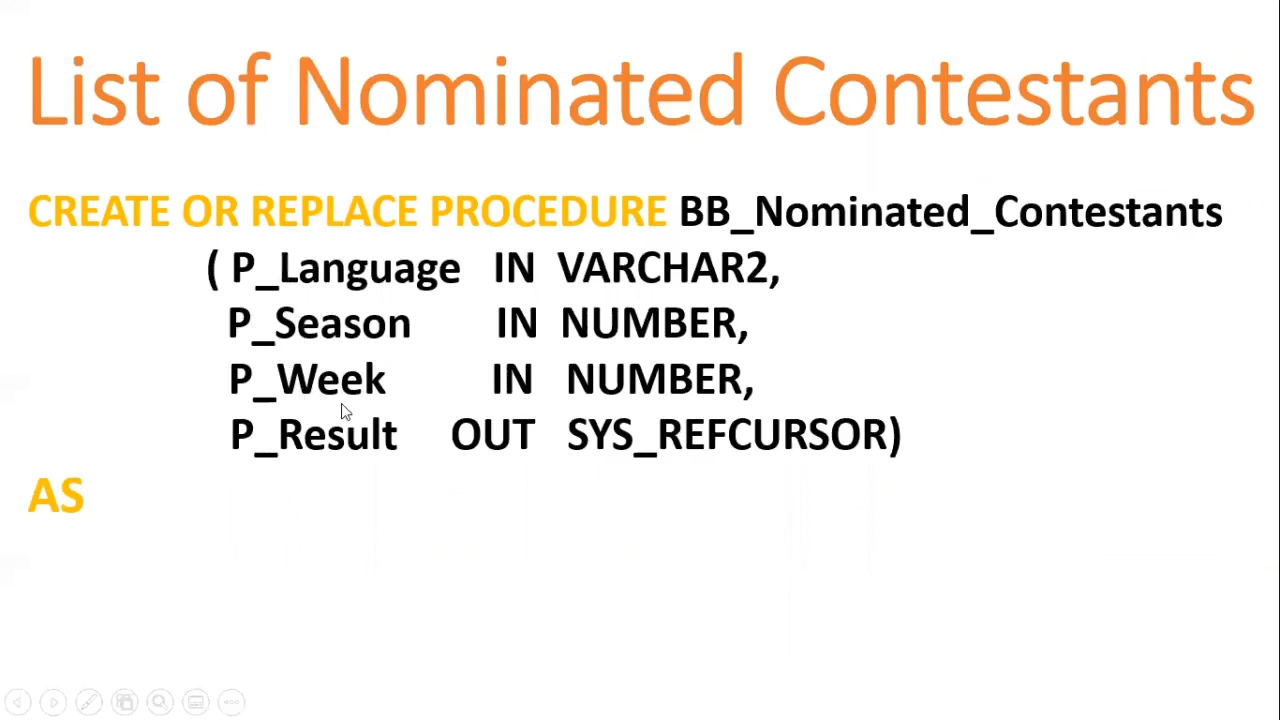 List of Nominated Contestants
CREATE OR REPLACE PROCEDURE BB_Nominated_Contestants
( P_Language IN VARCHAR2,
P_Season IN NUMBER,
P_Week IN NUMBER,
P_Result OUT SYS_REFCURSOR)
AS